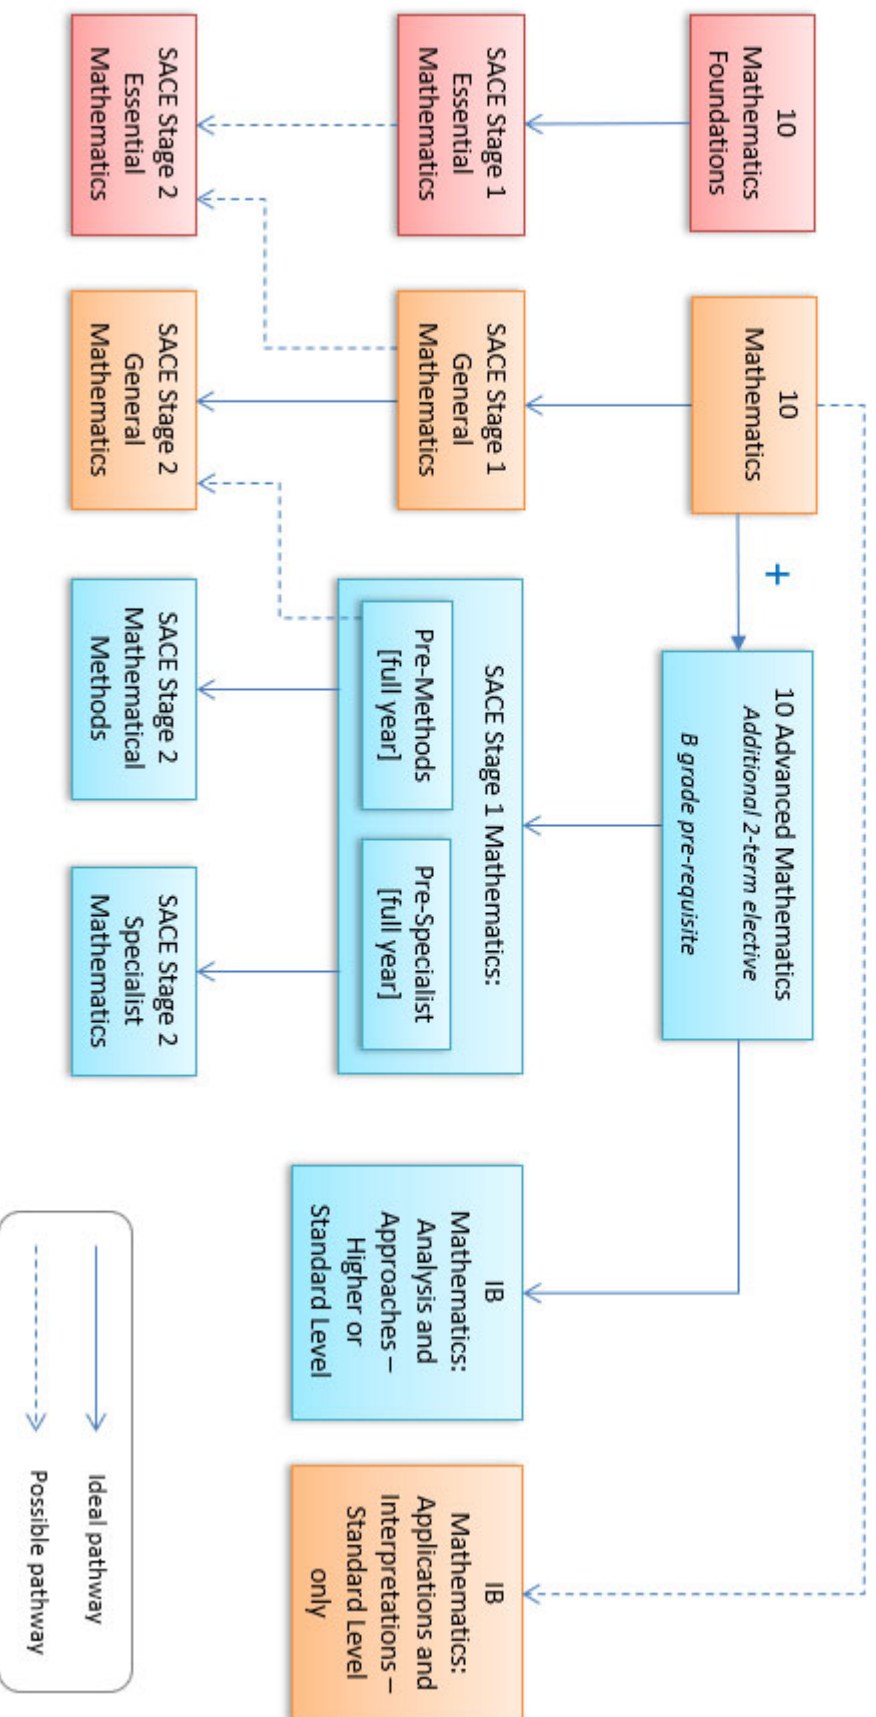 10
Mathematics
Foundations
10
Mathematics
+
10 Advanced Mathematics
Additional 2-term elective
B grade pre-requisite
SACE Stage 1
Essential
Mathematics
SACE Stage 1
General
Mathematics
SACE Stage 1 Mathematics:
Pre-Methods
[full year]
Pre-Specialist
[full year]
IB
Mathematics:
Analysis and
Approaches –
Higher or
Standard Level
IB
Mathematics:
Applications and
Interpretations –
Standard Level
only
SACE Stage 2
Essential
Mathematics
SACE Stage 2
General
Mathematics
SACE Stage 2
Mathematical
Methods
SACE Stage 2
Specialist
Mathematics
Ideal pathway
Possible pathway